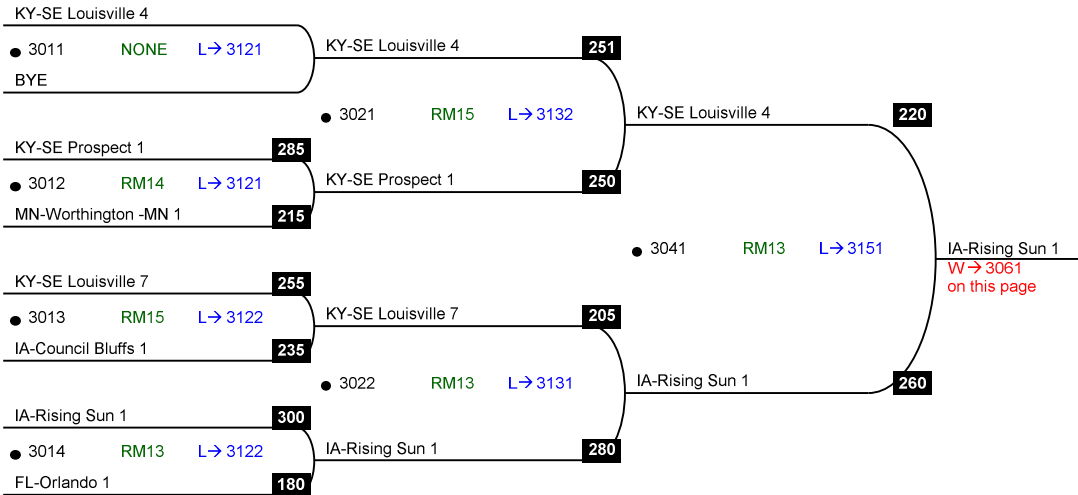 KY-SE Louisville 4
3011 NONE L→ 3121
BYE
KY-SE Prospect 1 285
3012 RM14 L→ 3121
MN-Worthington -MN 1 215
KY-SE Louisville 7 255
3013 RM15 L→ 3122
IA-Council Bluffs 1 235
IA-Rising Sun 1 300
3014 RM13 L→ 3122
FL-Orlando 1 180
KY-SE Louisville 4 251
3021 RM15 L→ 3132
KY-SE Prospect 1 250
KY-SE Louisville 7 205
3022 RM13 L→ 3131
IA-Rising Sun 1 280
KY-SE Louisville 4 220
3041 RM13 L→ 3151
IA-Rising Sun 1 260
IA-Rising Sun 1
W→ 3061
on this page